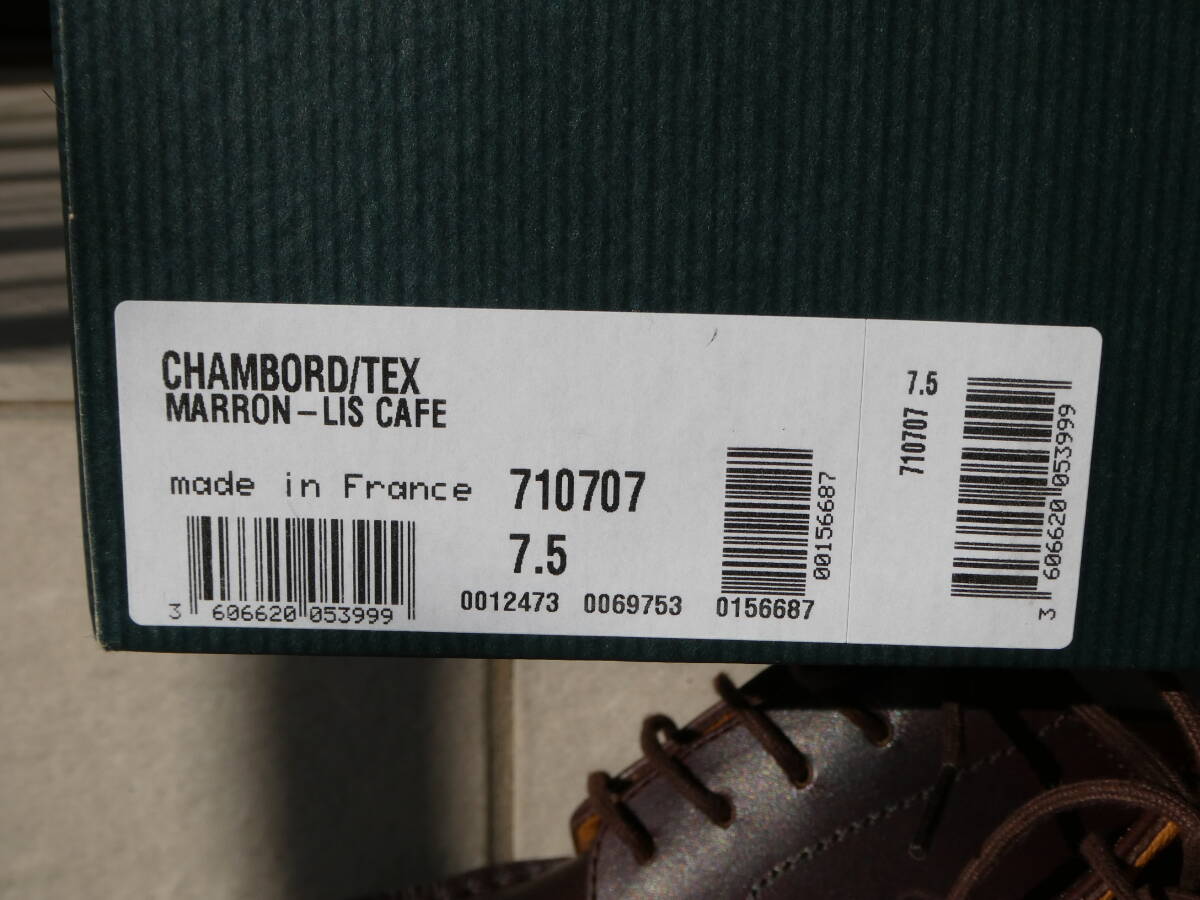 CHAMBORD/TEX
MARRON – LIS CAFE
made in France 710707
7.5
3 606620 053999
0012473 0069753 0156687
00156687
7.5
710707
3 606620 053999